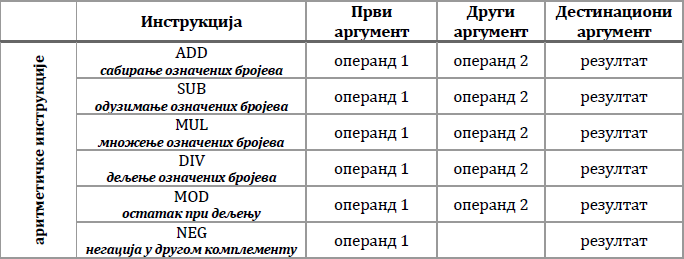 Инструкција
Први аргумент
Други аргумент
Дестинациони аргумент
аритметичке инструкције
ADD
сабирање означених бројева
операнд 1
операнд 2
резултат
SUB
одузимање означених бројева
операнд 1
операнд 2
резултат
MUL
множење означених бројева
операнд 1
операнд 2
резултат
DIV
дељење означених бројева
операнд 1
операнд 2
резултат
MOD
остатак при дељењу
операнд 1
операнд 2
резултат
NEG
негација у другом комплементу
операнд 1
резултат